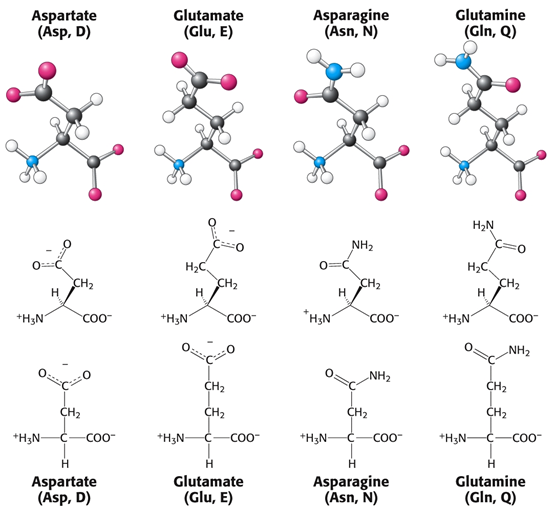 Aspartate
(Asp, D)
Glutamate
(Glu, E)
Asparagine
(Asn, N)
Glutamine
(Gln, Q)
−
O
O
C
CH₂
H
⁺H₃N
COO⁻
O
−
C
O
H₂C
CH₂
H
⁺H₃N
COO⁻
NH₂
O
C
CH₂
H
⁺H₃N
COO⁻
H₂N
C
O
H₂C
CH₂
H
⁺H₃N
COO⁻
−
O
O
C
CH₂
⁺H₃N
C
COO⁻
H
−
O
O
C
CH₂
CH₂
⁺H₃N
C
COO⁻
H
O
NH₂
C
CH₂
⁺H₃N
C
COO⁻
H
O
NH₂
C
CH₂
CH₂
⁺H₃N
C
COO⁻
H
Aspartate
(Asp, D)
Glutamate
(Glu, E)
Asparagine
(Asn, N)
Glutamine
(Gln, Q)